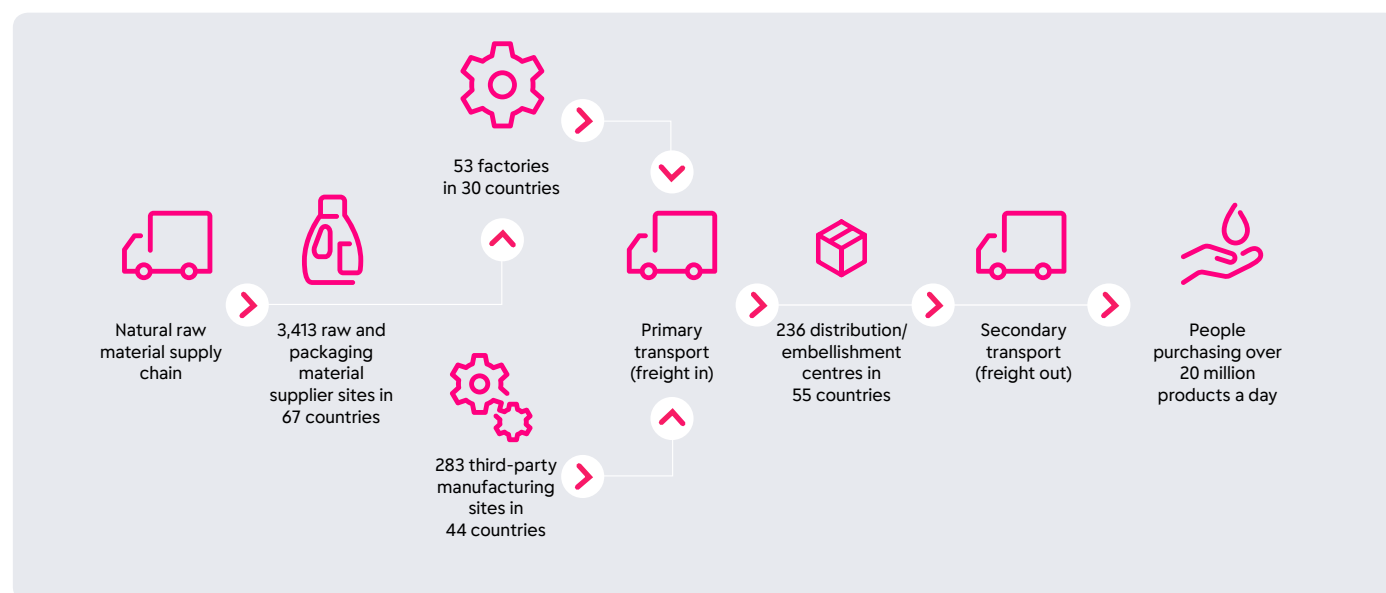 53 factories
in 30 countries
Natural raw
material supply
chain
3,413 raw and
packaging
material
supplier sites in
67 countries
283 third-party
manufacturing
sites in
44 countries
Primary
transport
(freight in)
236 distribution/
embellishment
centres in
55 countries
Secondary
transport
(freight out)
People
purchasing over
20 million
products a day